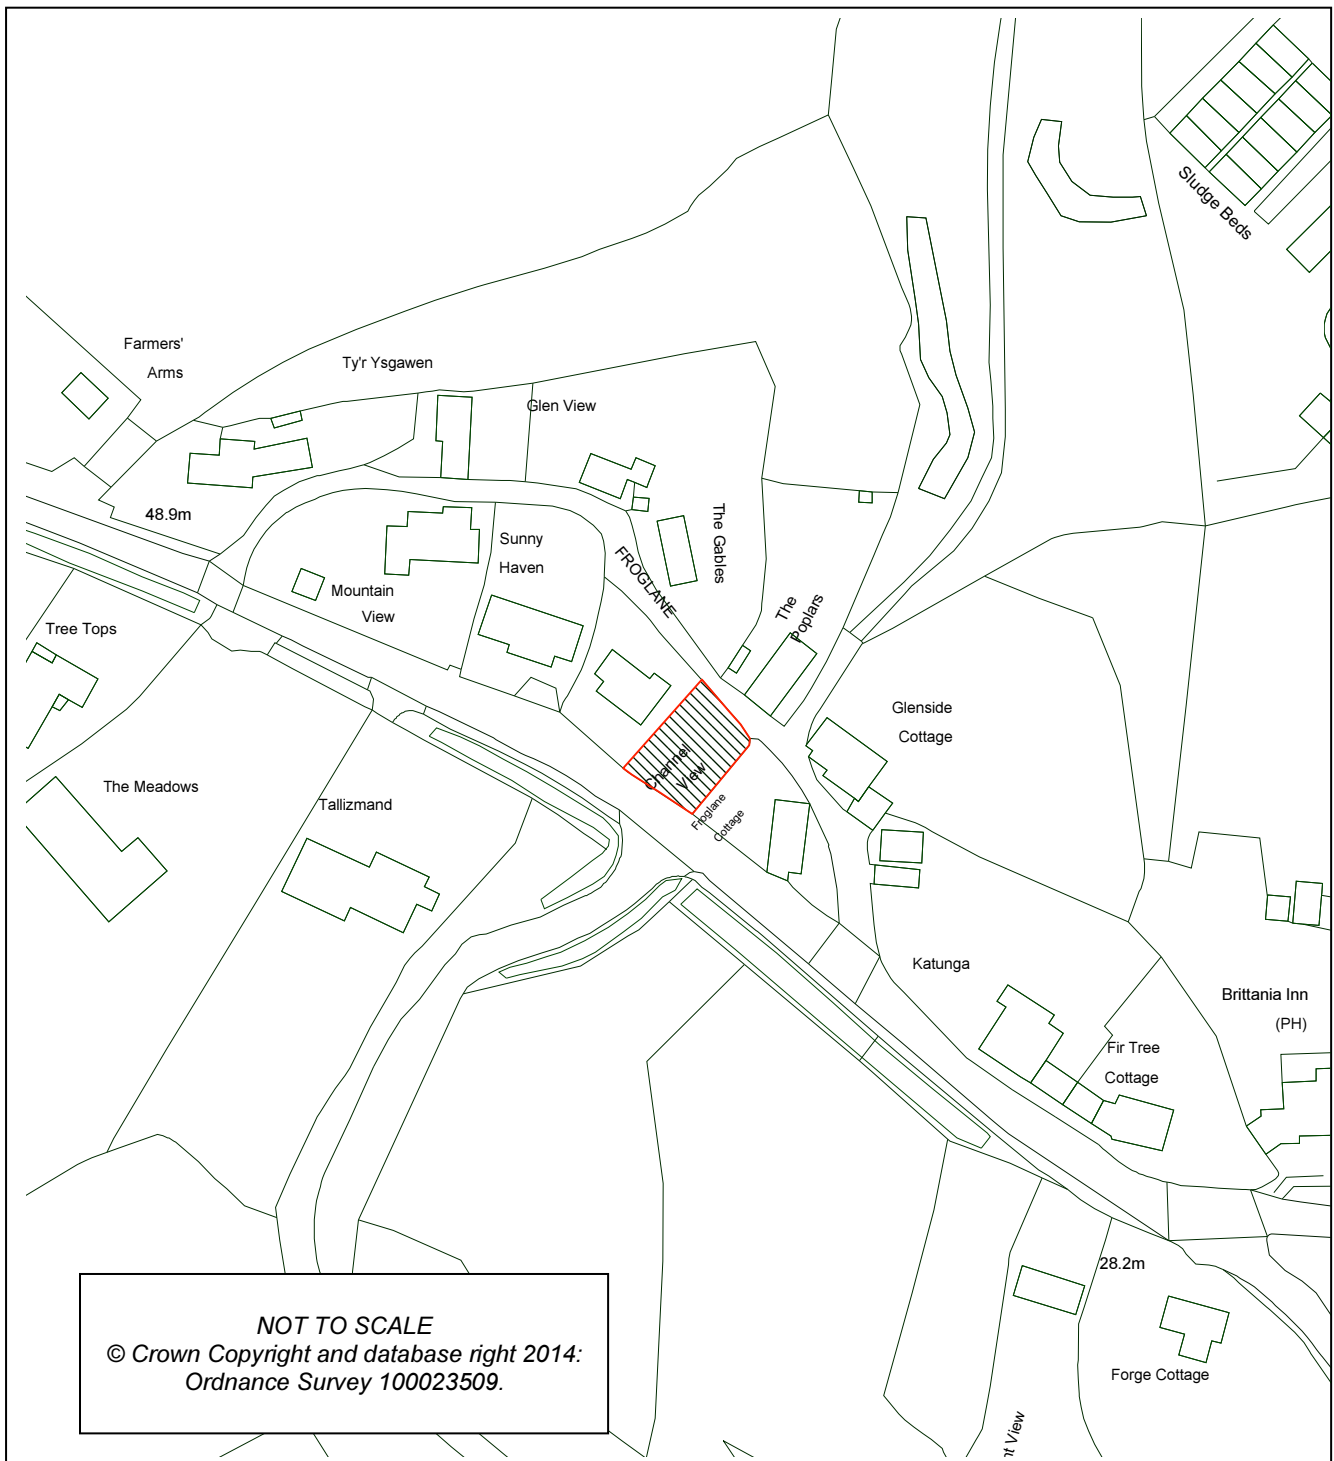 Sludge Beds
Farmers'
Arms
Ty'r Ysgawen
Glen View
48.9m
Sunny
Haven
The Gables
FROGLANE
Mountain
View
The
Poplars
Tree Tops
Glenside
Cottage
Channel
View
The Meadows
Tallizmand
Froglane
Cottage
Katunga
Brittania Inn
(PH)
Fir Tree
Cottage
28.2m
Forge Cottage
View
NOT TO SCALE
© Crown Copyright and database right 2014:
Ordnance Survey 100023509.